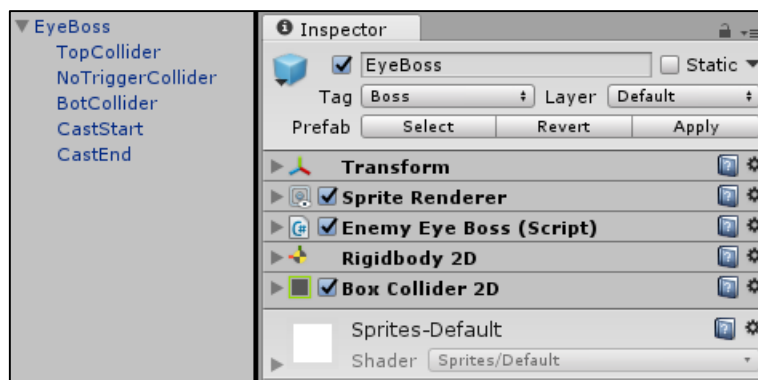 EyeBoss
TopCollider
NoTriggerCollider
BotCollider
CastStart
CastEnd
Inspector
EyeBoss Static
Tag Boss Layer Default
Prefab Select Revert Apply
Transform
Sprite Renderer
Enemy Eye Boss (Script)
Rigidbody 2D
Box Collider 2D
Sprites-Default
Shader Sprites/Default